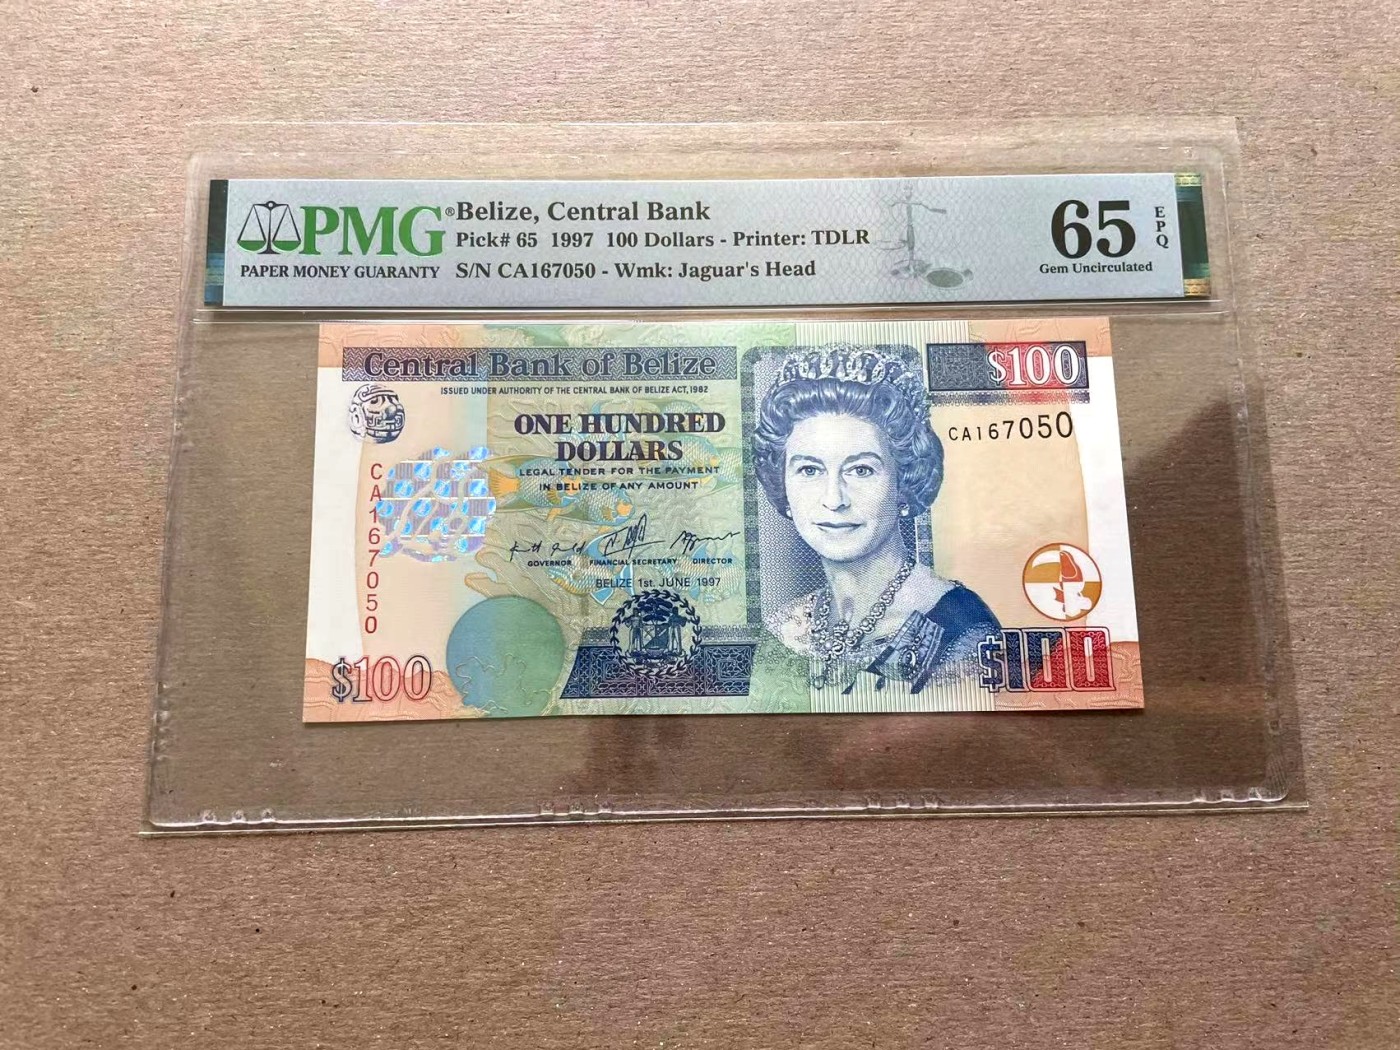 PMG®
PAPER MONEY GUARANTY
Belize, Central Bank
Pick# 65 1997 100 Dollars - Printer: TDLR
S/N CA167050 - Wmk: Jaguar's Head
65
EPQ
Gem Uncirculated
Central Bank of Belize
$100
ISSUED UNDER AUTHORITY OF THE CENTRAL BANK OF BELIZE ACT, 1982
ONE HUNDRED
DOLLARS
CA167050
LEGAL TENDER FOR THE PAYMENT
IN BELIZE OF ANY AMOUNT
CA167050
GOVERNOR FINANCIAL SECRETARY DIRECTOR
BELIZE 1st. JUNE 1997
$100
$100